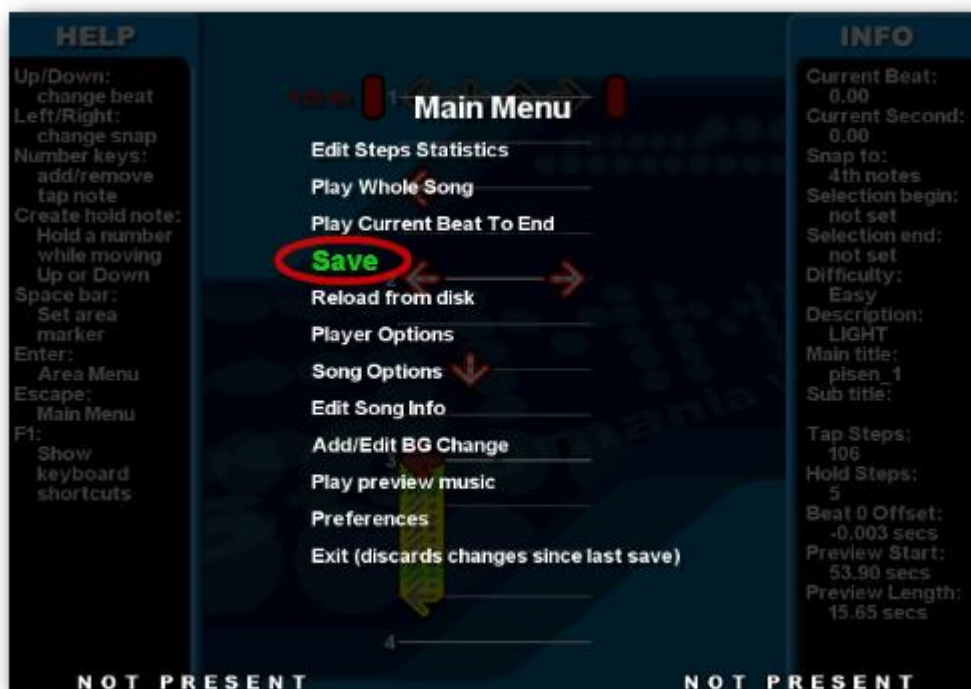 HELP
Up/Down:
change beat
Left/Right:
change snap
Number keys:
add/remove
tap note
Create hold note:
Hold a number
while moving
Up or Down
Space bar:
Set area
marker
Enter:
Area Menu
Escape:
Main Menu
F1:
Show
keyboard
shortcuts
1
Main Menu
Edit Steps Statistics
Play Whole Song
Play Current Beat To End
Save
2
Reload from disk
Player Options
Song Options
Edit Song Info
Add/Edit BG Change
3
Play preview music
Preferences
Exit (discards changes since last save)
4
INFO
Current Beat:
0.00
Current Second:
0.00
Snap to:
4th notes
Selection begin:
not set
Selection end:
not set
Difficulty:
Easy
Description:
LIGHT
Main title:
pisen_1
Sub title:
Tap Steps:
106
Hold Steps:
5
Beat 0 Offset:
-0.003 secs
Preview Start:
53.90 secs
Preview Length:
15.65 secs
NOT PRESENT
NOT PRESENT